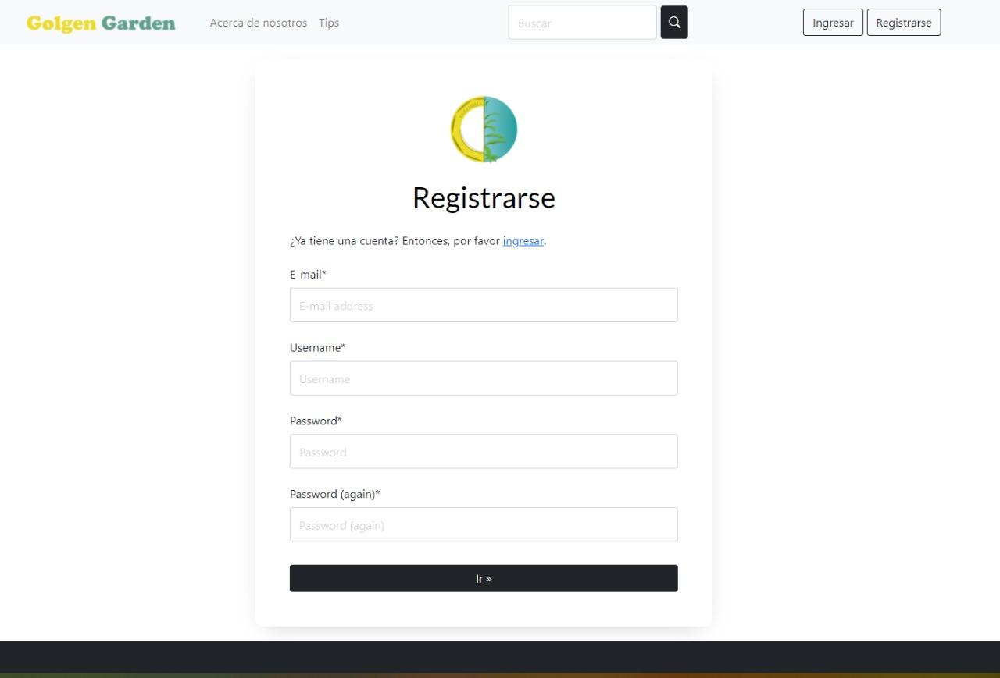 Golgen Garden
Acerca de nosotros
Tips
Buscar
Ingresar
Registrarse
Registrarse
¿Ya tiene una cuenta? Entonces, por favor ingresar.
E-mail*
E-mail address
Username*
Username
Password*
Password
Password (again)*
Password (again)
Ir »